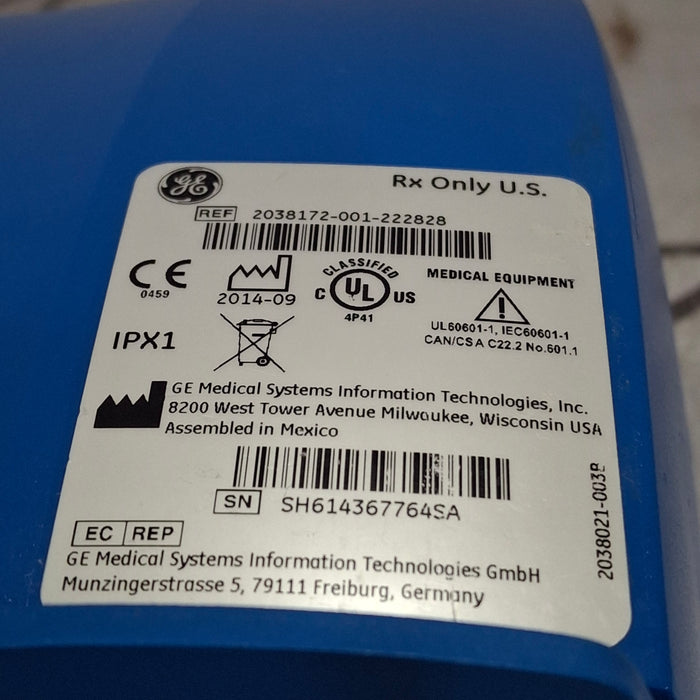 GE
Rx Only U.S.
REF 2038172-001-222828
CE
0459
2014-09
CLASSIFIED
C UL US
4P41
MEDICAL EQUIPMENT
UL60601-1, IEC60601-1
CAN/CSA C22.2 No.601.1
IPX1
GE Medical Systems Information Technologies, Inc.
8200 West Tower Avenue Milwaukee, Wisconsin USA
Assembled in Mexico
SN SH614367764SA
EC REP
GE Medical Systems Information Technologies GmbH
Munzingerstrasse 5, 79111 Freiburg, Germany